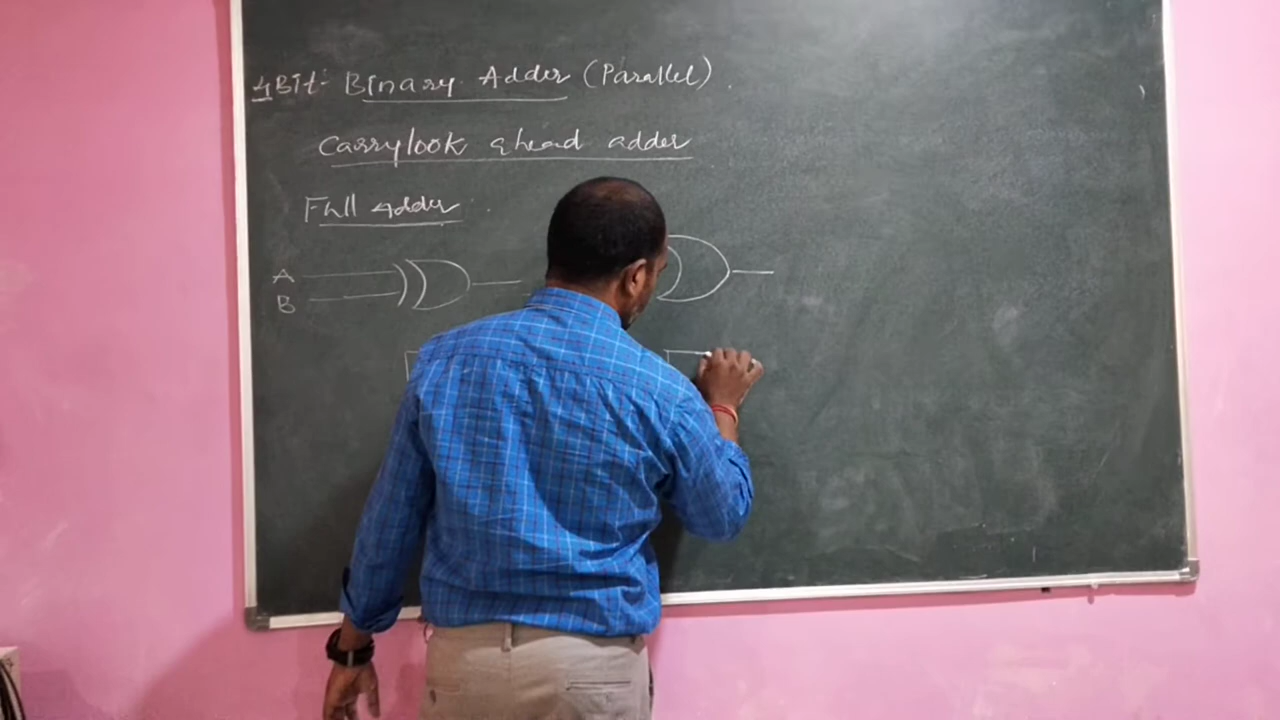 4Bit Binary Adder (Parallel).
Carrylook ahead adder
Full Adder
A
B